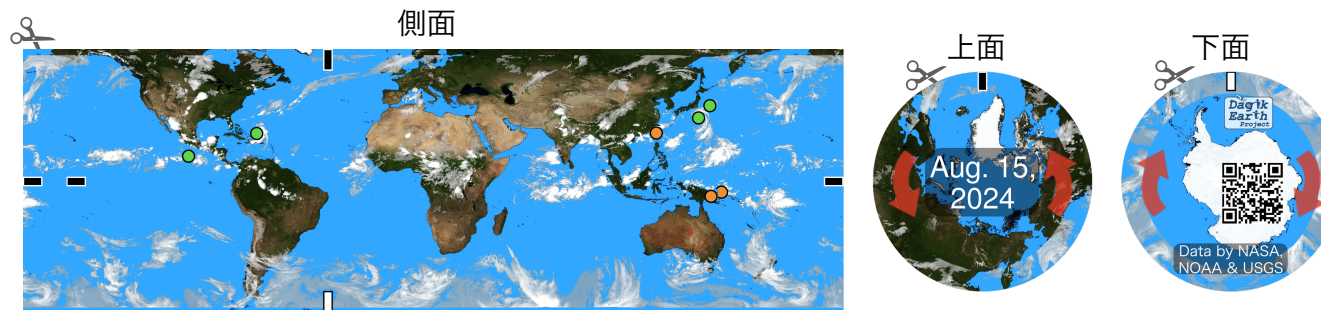 側面
上面
Aug. 15,
2024
下面
Dagik
Earth
Project
Data by NASA,
NOAA & USGS